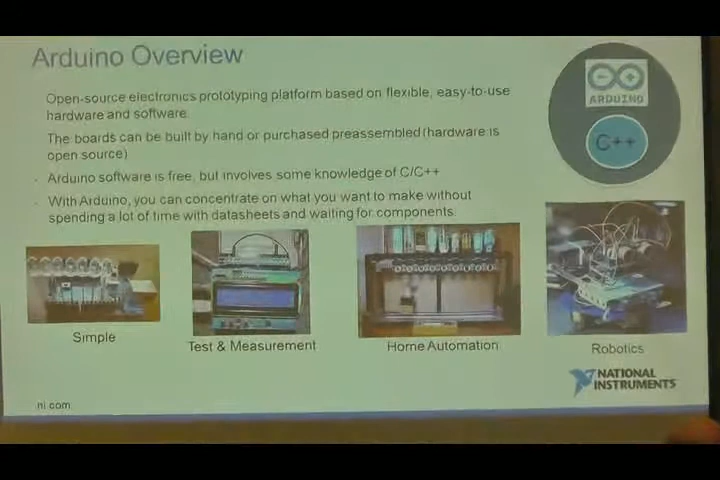 Arduino Overview
Open-source electronics prototyping platform based on flexible, easy-to-use
hardware and software.
The boards can be built by hand or purchased preassembled (hardware is
open source)
Arduino software is free, but involves some knowledge of C/C++
With Arduino, you can concentrate on what you want to make without
spending a lot of time with datasheets and waiting for components.
ARDUINO
C++
Simple
Test & Measurement
Home Automation
Robotics
NATIONAL
INSTRUMENTS
ni.com